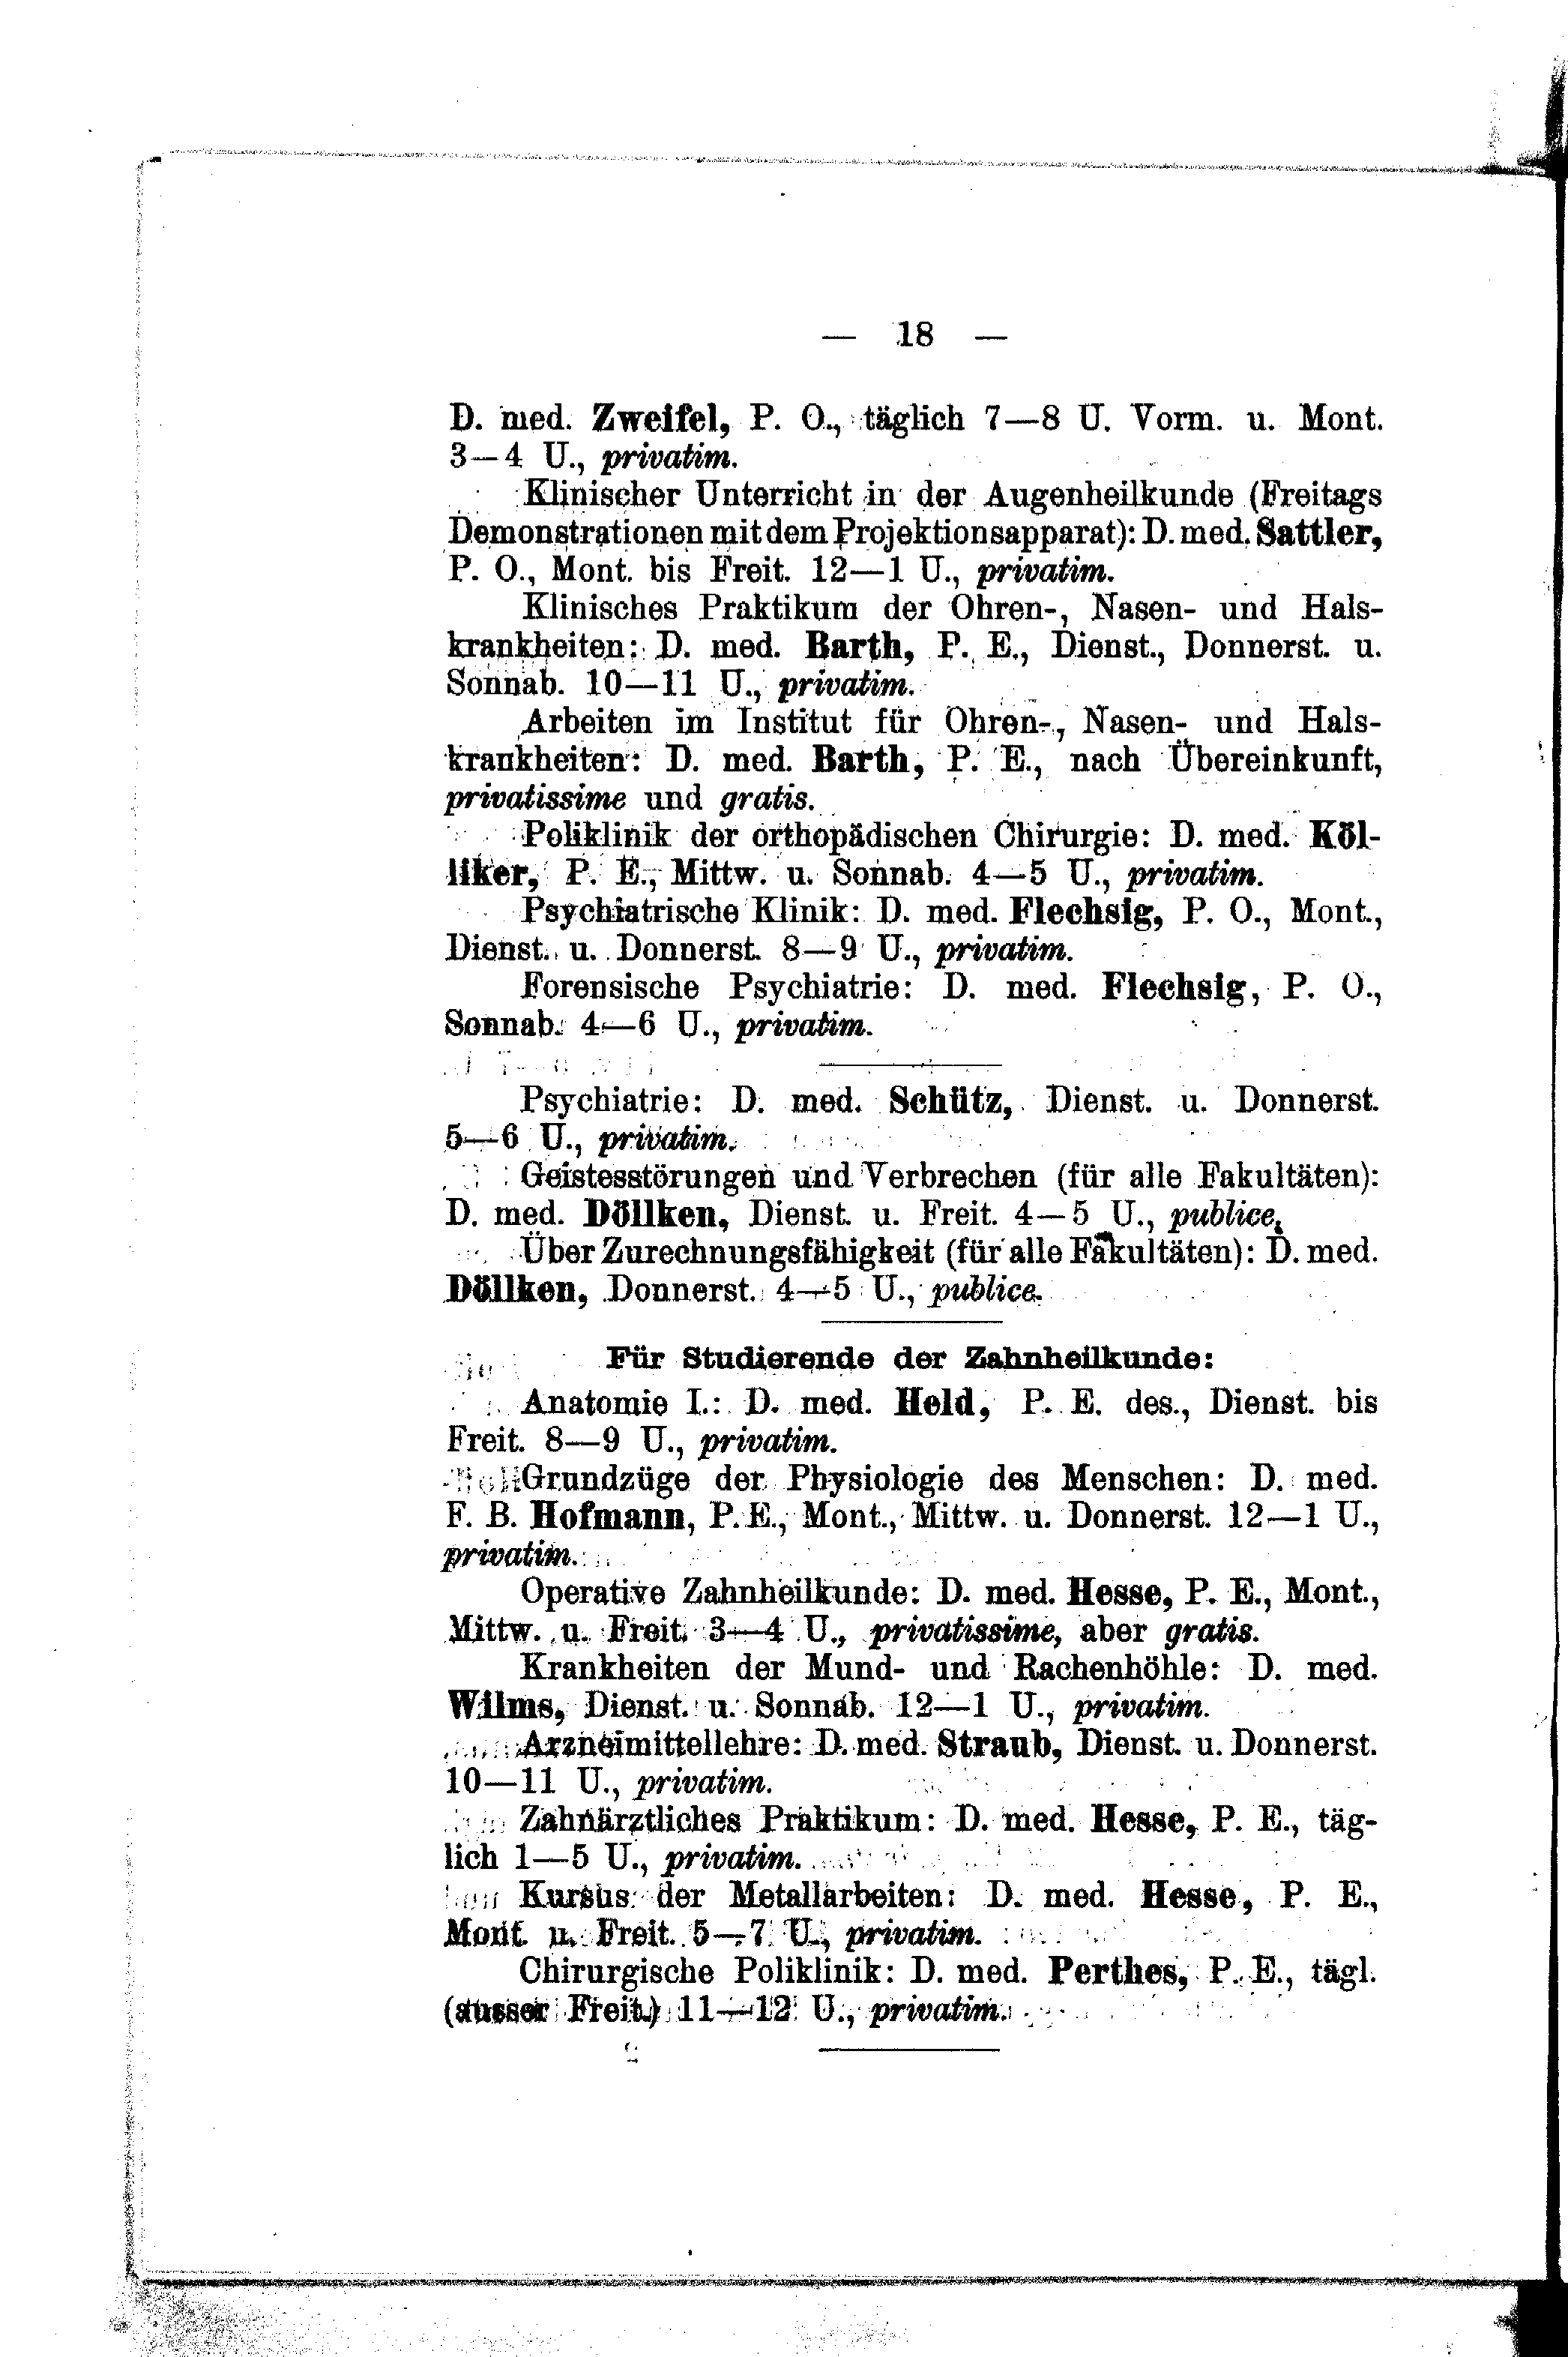 — 18 —
D. med. Zweifel, P. O., täglich 7—8 U. Vorm. u. Mont.
3—4 U., privatim.
Klinischer Unterricht in der Augenheilkunde (Freitags
Demonstrationen mit dem Projektionsapparat): D. med. Sattler,
P. O., Mont. bis Freit. 12—1 U., privatim.
Klinisches Praktikum der Ohren-, Nasen- und Hals-
krankheiten: D. med. Barth, P. E., Dienst., Donnerst. u.
Sonnab. 10—11 U., privatim.
Arbeiten im Institut für Ohren-, Nasen- und Hals-
krankheiten: D. med. Barth, P. E., nach Übereinkunft,
privatissime und gratis.
Poliklinik der orthopädischen Chirurgie: D. med. Köl-
liker, P. E., Mittw. u. Sonnab. 4—5 U., privatim.
Psychiatrische Klinik: D. med. Flechsig, P. O., Mont.,
Dienst. u. Donnerst. 8—9 U., privatim.
Forensische Psychiatrie: D. med. Flechsig, P. O.,
Sonnab. 4—6 U., privatim.
Psychiatrie: D. med. Schütz, Dienst. u. Donnerst.
5—6 U., privatim.
Geistesstörungen und Verbrechen (für alle Fakultäten):
D. med. Döllken, Dienst. u. Freit. 4—5 U., publice.
Über Zurechnungsfähigkeit (für alle Fakultäten): D. med.
Döllken, Donnerst. 4—5 U., publice.
Für Studierende der Zahnheilkunde:
Anatomie I.: D. med. Held, P. E. des., Dienst. bis
Freit. 8—9 U., privatim.
Grundzüge der Physiologie des Menschen: D. med.
F. B. Hofmann, P. E., Mont., Mittw. u. Donnerst. 12—1 U.,
privatim.
Operative Zahnheilkunde: D. med. Hesse, P. E., Mont.,
Mittw. u. Freit. 3—4 U., privatissime, aber gratis.
Krankheiten der Mund- und Rachenhöhle: D. med.
Wilms, Dienst. u. Sonnab. 12—1 U., privatim.
Arzneimittellehre: D. med. Straub, Dienst. u. Donnerst.
10—11 U., privatim.
Zahnärztliches Praktikum: D. med. Hesse, P. E., täg-
lich 1—5 U., privatim.
Kursus der Metallarbeiten: D. med. Hesse, P. E.,
Mont. u. Freit. 5—7 U., privatim.
Chirurgische Poliklinik: D. med. Perthes, P. E., tägl.
(ausser Freit.) 11—12 U., privatim.